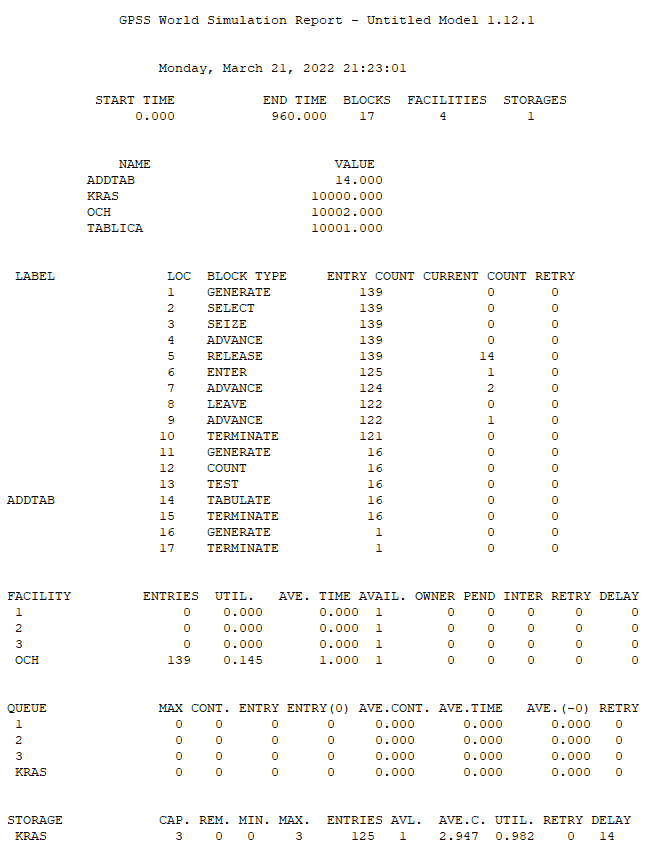 GPSS World Simulation Report - Untitled Model 1.12.1
Monday, March 21, 2022 21:23:01
START TIME END TIME BLOCKS FACILITIES STORAGES
0.000 960.000 17 4 1
NAME VALUE
ADDTAB 14.000
KRAS 10000.000
OCH 10002.000
TABLICA 10001.000
LABEL LOC BLOCK TYPE ENTRY COUNT CURRENT COUNT RETRY
1 GENERATE 139 0 0
2 SELECT 139 0 0
3 SEIZE 139 0 0
4 ADVANCE 139 0 0
5 RELEASE 139 14 0
6 ENTER 125 1 0
7 ADVANCE 124 2 0
8 LEAVE 122 0 0
9 ADVANCE 122 1 0
10 TERMINATE 121 0 0
11 GENERATE 16 0 0
12 COUNT 16 0 0
13 TEST 16 0 0
ADDTAB 14 TABULATE 16 0 0
15 TERMINATE 16 0 0
16 GENERATE 1 0 0
17 TERMINATE 1 0 0
FACILITY ENTRIES UTIL. AVE. TIME AVAIL. OWNER PEND INTER RETRY DELAY
1 0 0.000 0.000 1 0 0 0 0 0
2 0 0.000 0.000 1 0 0 0 0 0
3 0 0.000 0.000 1 0 0 0 0 0
OCH 139 0.145 1.000 1 0 0 0 0 0
QUEUE MAX CONT. ENTRY ENTRY(0) AVE.CONT. AVE.TIME AVE.(-0) RETRY
1 0 0 0 0 0.000 0.000 0.000 0
2 0 0 0 0 0.000 0.000 0.000 0
3 0 0 0 0 0.000 0.000 0.000 0
KRAS 0 0 0 0 0.000 0.000 0.000 0
STORAGE CAP. REM. MIN. MAX. ENTRIES AVL. AVE.C. UTIL. RETRY DELAY
KRAS 3 0 0 3 125 1 2.947 0.982 0 14